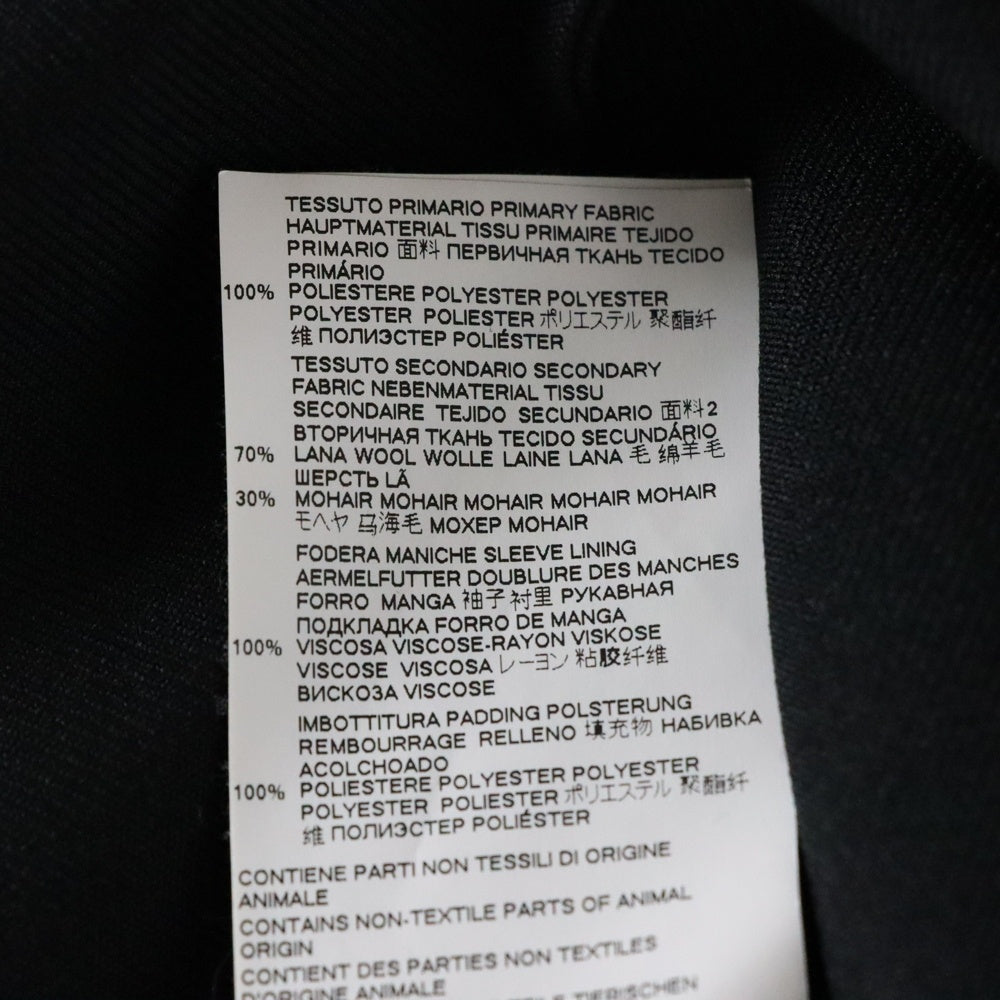 TESSUTO PRIMARIO PRIMARY FABRIC
HAUPTMATERIAL TISSU PRIMAIRE TEJIDO
PRIMARIO 面料 ПЕРВИЧНАЯ ТКАНЬ TECIDO
PRIMÁRIO
100% POLIESTERE POLYESTER POLYESTER
POLYESTER POLIESTER ポリエステル 聚酯纤
维 ПОЛИЭСТЕР POLIÉSTER
TESSUTO SECONDARIO SECONDARY
FABRIC NEBENMATERIAL TISSU
SECONDAIRE TEJIDO SECUNDARIO 面料2
ВТОРИЧНАЯ ТКАНЬ TECIDO SECUNDÁRIO
70% LANA WOOL WOLLE LAINE LANA 毛 绵羊毛
ШЕРСТЬ LÃ
30% MOHAIR MOHAIR MOHAIR MOHAIR MOHAIR
モヘヤ 马海毛 МОХЕР MOHAIR
FODERA MANICHE SLEEVE LINING
AERMELFUTTER DOUBLURE DES MANCHES
FORRO MANGA 袖子衬里 РУКАВНАЯ
ПОДКЛАДКА FORRO DE MANGA
100% VISCOSA VISCOSE-RAYON VISKOSE
VISCOSE VISCOSA レーヨン 粘胶纤维
ВИСКОЗА VISCOSE
IMBOTTITURA PADDING POLSTERUNG
REMBOURRAGE RELLENO 填充物 НАБИВКА
ACOLCHOADO
100% POLIESTERE POLYESTER POLYESTER
POLYESTER POLIESTER ポリエステル 聚酯纤
维 ПОЛИЭСТЕР POLIÉSTER
CONTIENE PARTI NON TESSILI DI ORIGINE
ANIMALE
CONTAINS NON-TEXTILE PARTS OF ANIMAL
ORIGIN
CONTIENT DES PARTIES NON TEXTILES
D'ORIGINE ANIMALE
TIERISCHEN